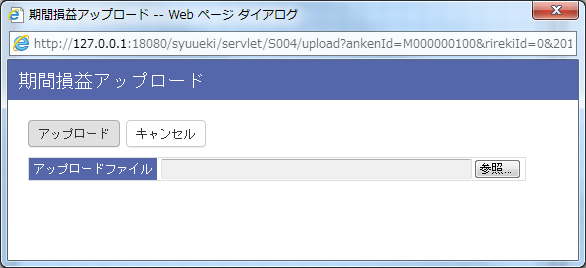 期間損益アップロード -- Web ページ ダイアログ
http://127.0.0.1:18080/syuueki/servlet/S004/upload?ankenId=M000000100&rirekiId=0&201
期間損益アップロード
アップロード キャンセル
アップロードファイル 参照...